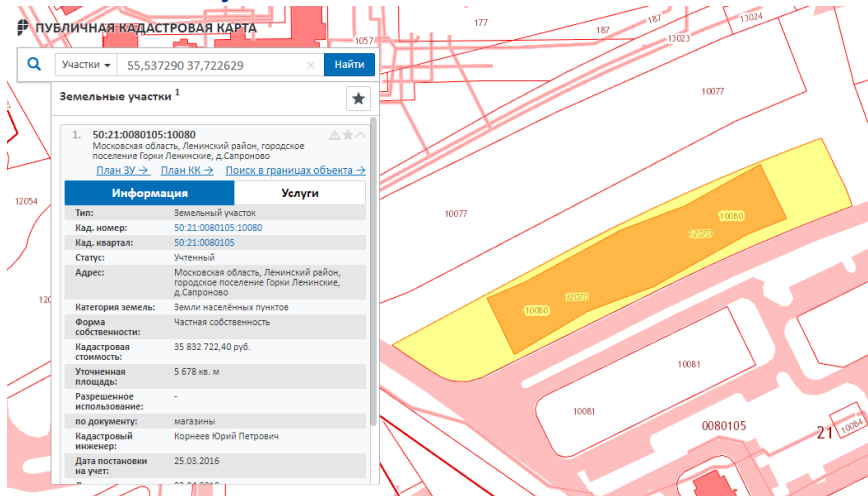 ПУБЛИЧНАЯ КАДАСТРОВАЯ КАРТА
Участки
55,537290 37,722629
×
Найти
Земельные участки 1
1. 50:21:0080105:10080
Московская область, Ленинский район, городское
поселение Горки Ленинские, д.Сапроново
План ЗУ → План КК → Поиск в границах объекта →
Информация Услуги
Тип: Земельный участок
Кад. номер: 50:21:0080105:10080
Кад. квартал: 50:21:0080105
Статус: Учтенный
Адрес: Московская область, Ленинский район,
городское поселение Горки Ленинские,
д.Сапроново
Категория земель: Земли населённых пунктов
Форма
собственности: Частная собственность
Кадастровая
стоимость: 35 832 722,40 руб.
Уточненная
площадь: 5 678 кв. м
Разрешенное
использование: -
по документу: магазины
Кадастровый
инженер: Корнеев Юрий Петрович
Дата постановки
на учет: 25.03.2016
1057
177
187
187
13024
13023
10077
12054
10077
10080
12070
10080
12070
120
10081
10081
0080105
21
10084